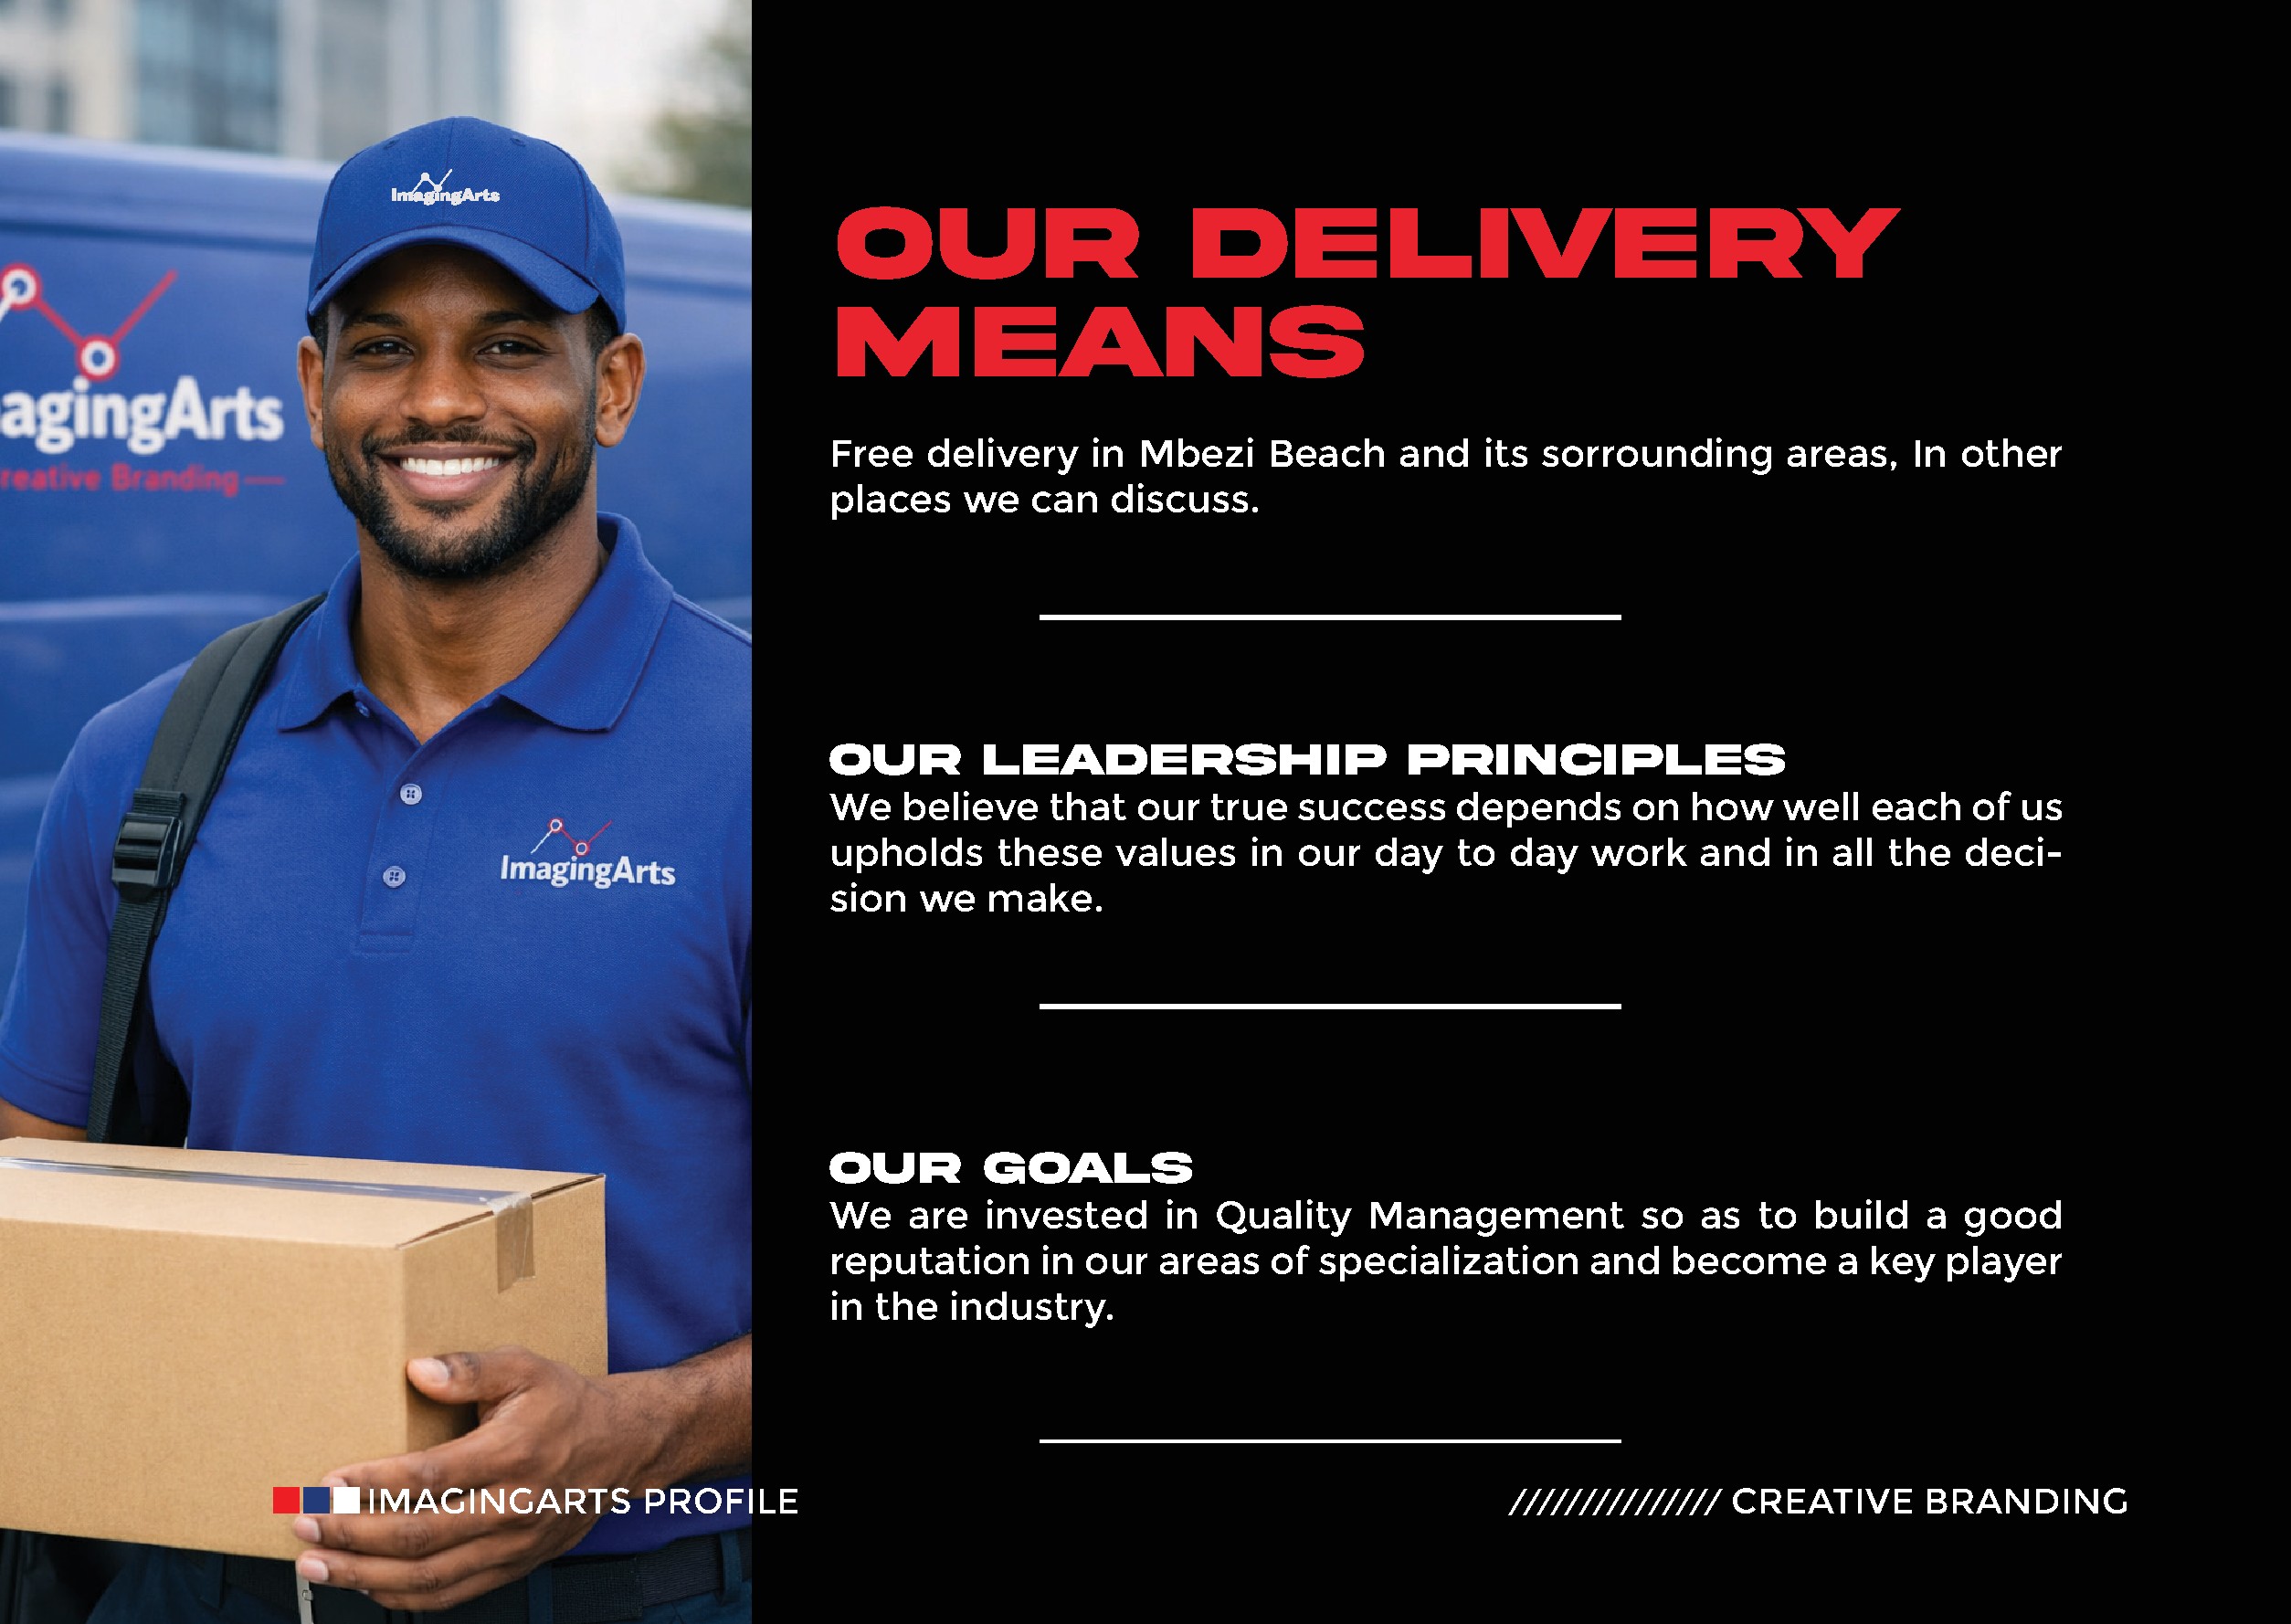 ImagingArts
agingArts
reative Branding
ImagingArts
OUR DELIVERY
MEANS
Free delivery in Mbezi Beach and its sorrounding areas, In other
places we can discuss.
OUR LEADERSHIP PRINCIPLES
We believe that our true success depends on how well each of us
upholds these values in our day to day work and in all the deci-
sion we make.
OUR GOALS
We are invested in Quality Management so as to build a good
reputation in our areas of specialization and become a key player
in the industry.
IMAGINGARTS PROFILE
/////////////// CREATIVE BRANDING